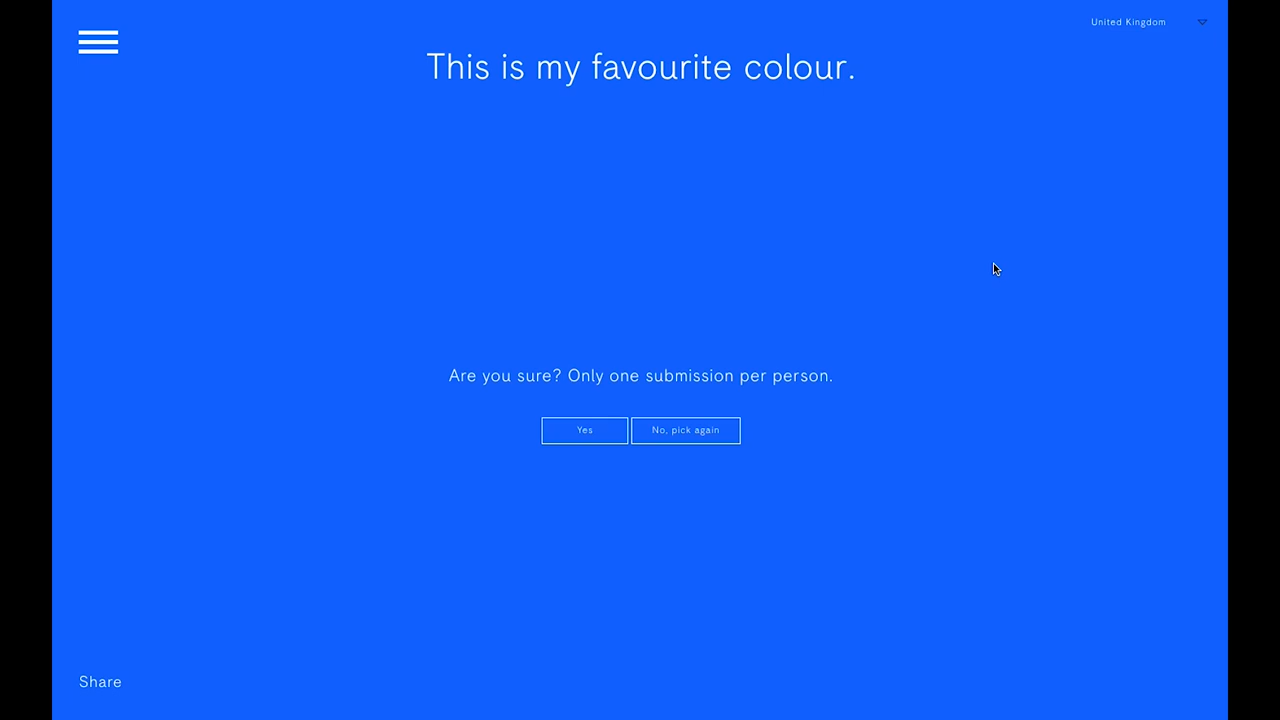 United Kingdom
This is my favourite colour.
Are you sure? Only one submission per person.
Yes
No, pick again
Share